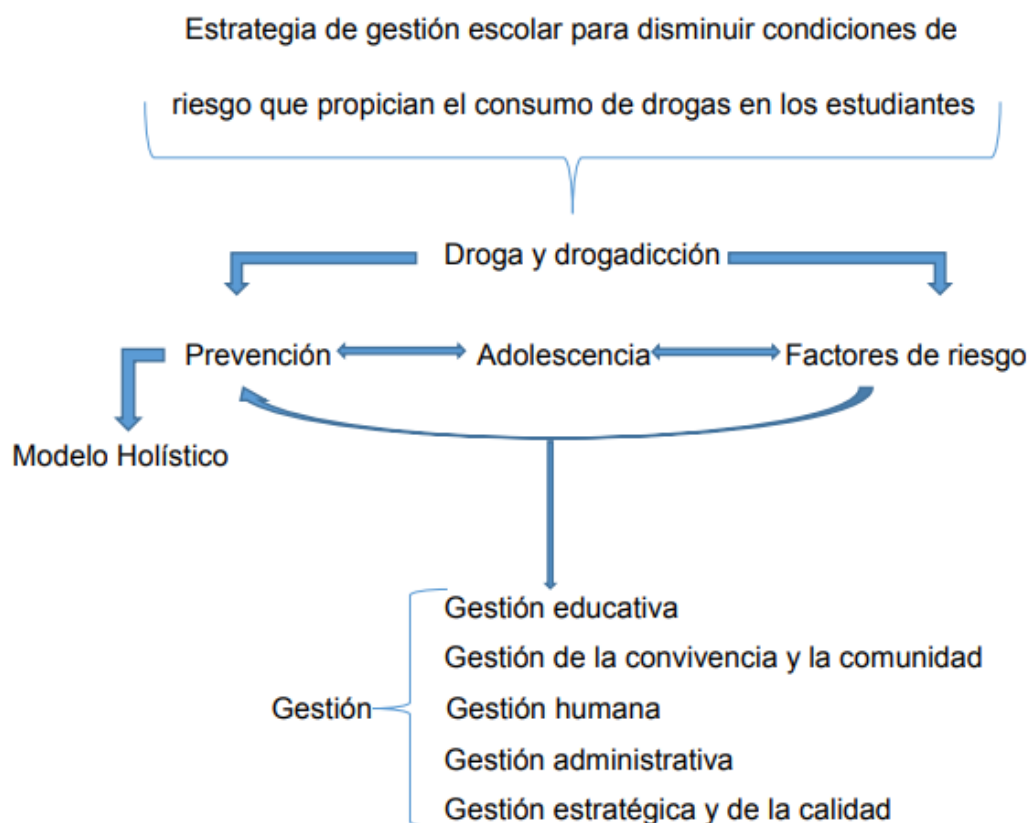 Estrategia de gestión escolar para disminuir condiciones de
riesgo que propician el consumo de drogas en los estudiantes
Droga y drogadicción
Prevención
Adolescencia
Factores de riesgo
Modelo Holístico
Gestión educativa
Gestión de la convivencia y la comunidad
Gestión
Gestión humana
Gestión administrativa
Gestión estratégica y de la calidad